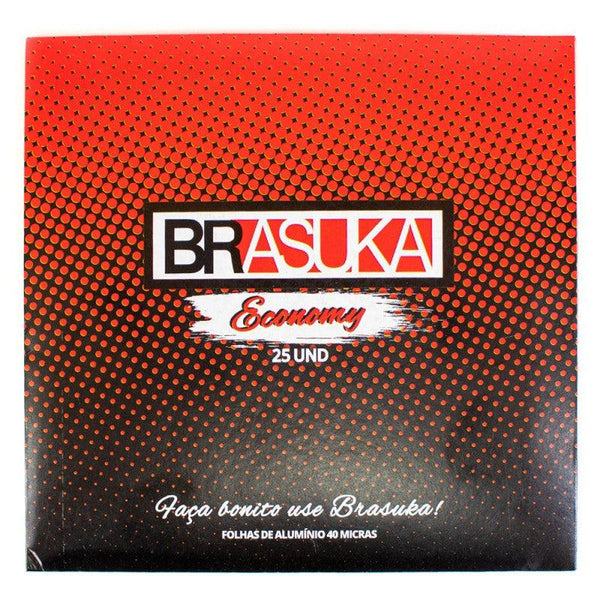 BRASUKA
Economy
25 UND
Faça bonito use Brasuka!
FOLHAS DE ALUMÍNIO 40 MICRAS